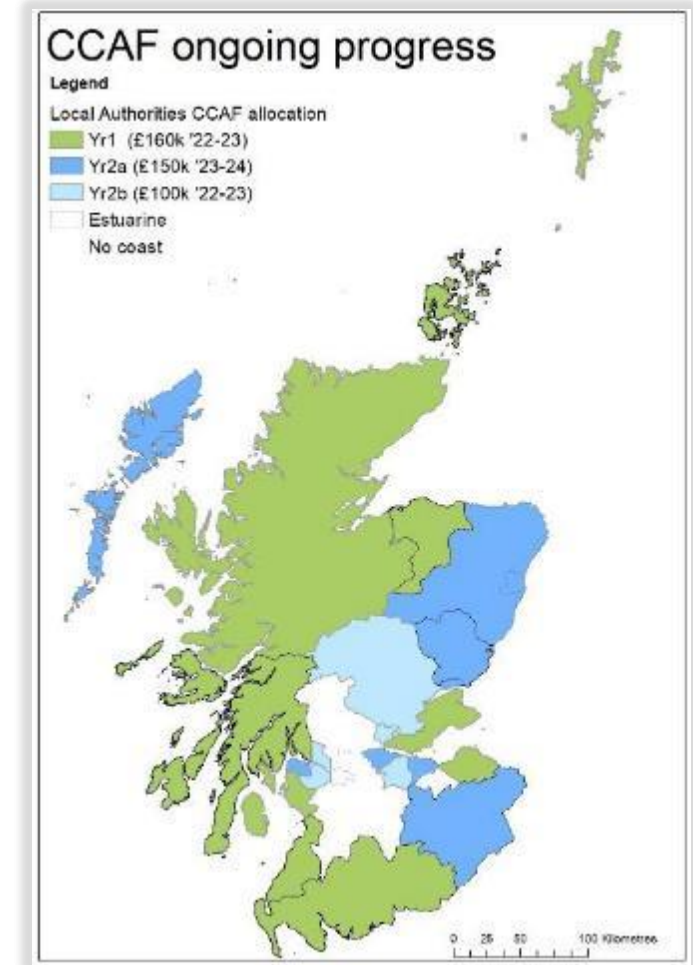 CCAF ongoing progress
Legend
Local Authorities CCAF allocation
Yr1 (£160k '22-23)
Yr2a (£150k '23-24)
Yr2b (£100k '22-23)
Estuarine
No coast
0 25 50 100 Kilometres